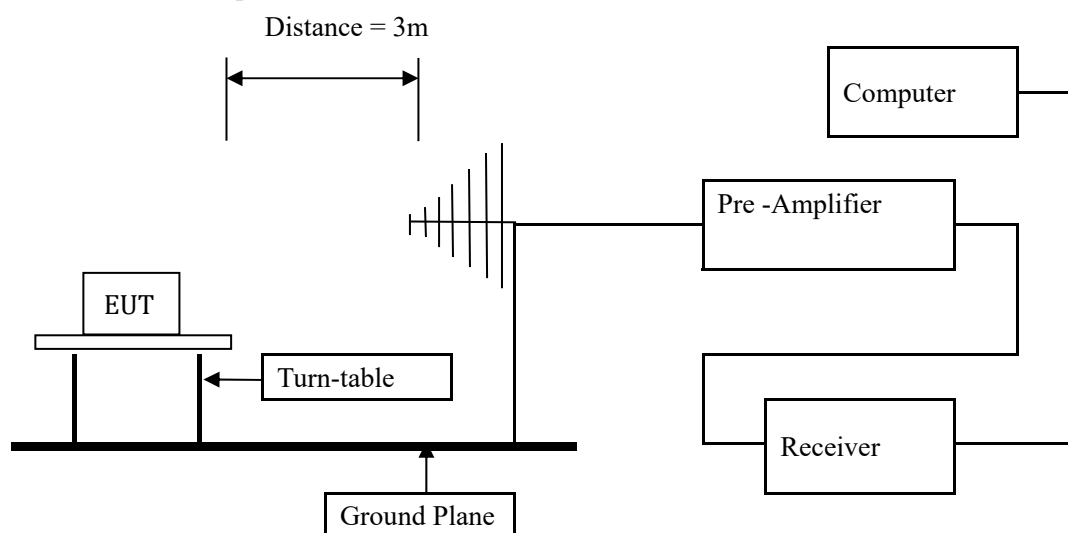 Distance = 3m
Computer
Pre -Amplifier
EUT
Turn-table
Receiver
Ground Plane